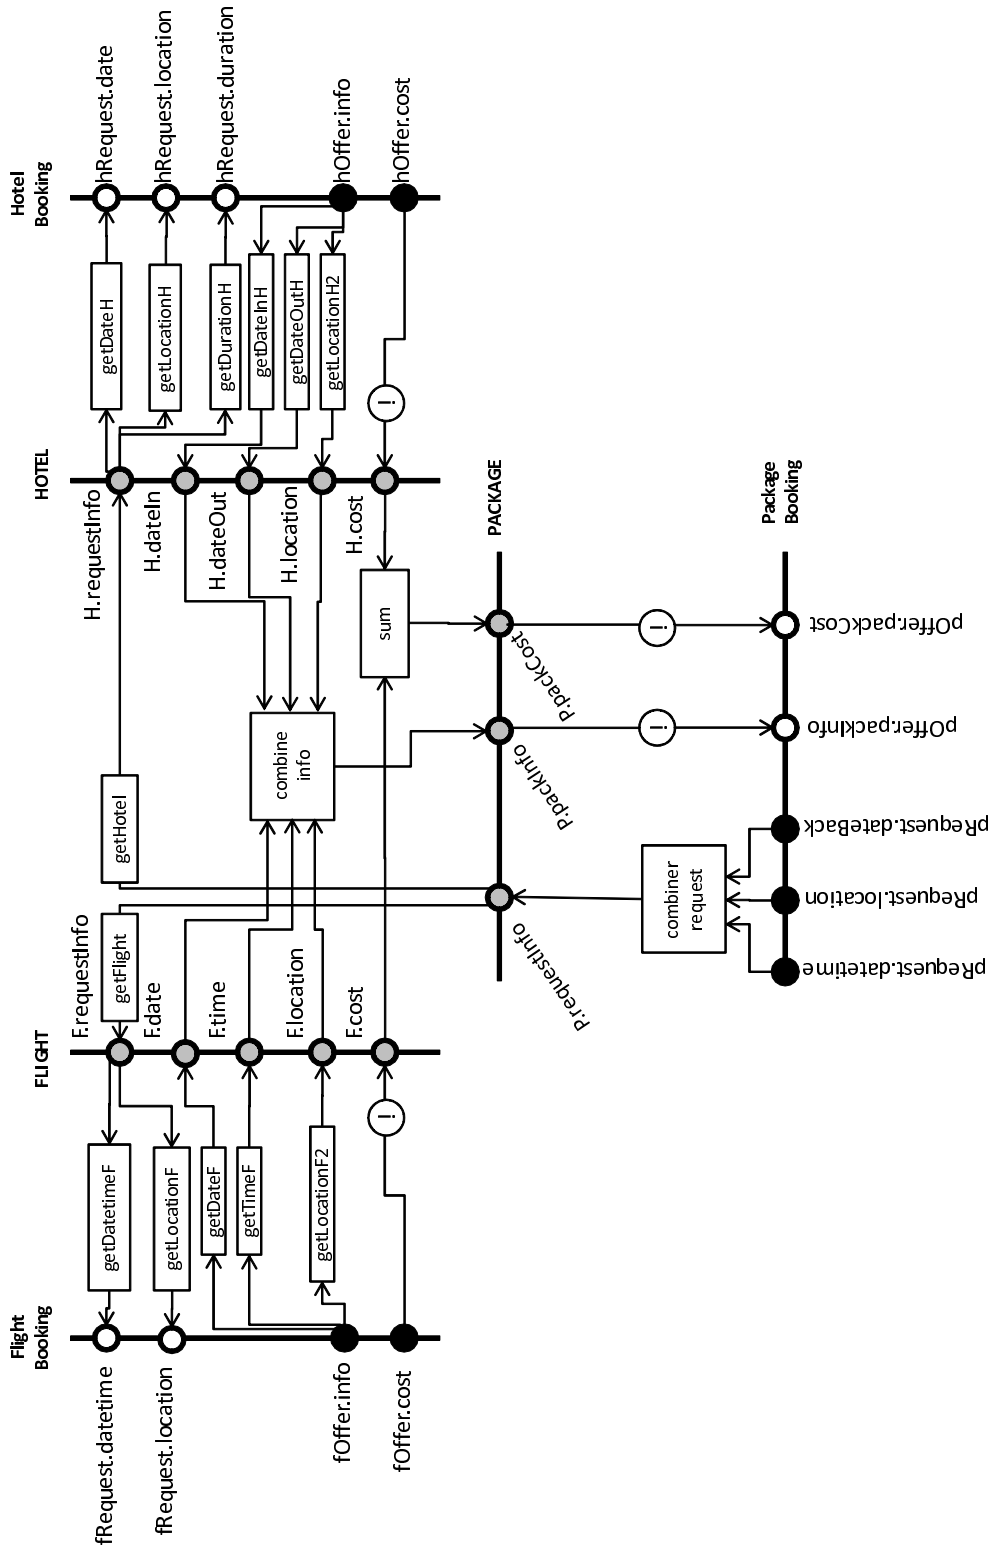 Flight
Booking
fRequest.datetime
fRequest.location
fOffer.info
fOffer.cost
getDatetimeF
getLocationF
getDateF
getTimeF
getLocationF2
i
FLIGHT
F.requestInfo
F.date
F.time
F.location
F.cost
getFlight
getHotel
combine
info
sum
HOTEL
H.requestInfo
H.dateIn
H.dateOut
H.location
H.cost
getDateH
getLocationH
getDurationH
getDateInH
getDateOutH
getLocationH2
i
Hotel
Booking
hRequest.date
hRequest.location
hRequest.duration
hOffer.info
hOffer.cost
PACKAGE
P.requestInfo
P.packInfo
P.packCost
combiner
request
i
i
Package
Booking
pRequest.datetime
pRequest.location
pRequest.dateBack
pOffer.packInfo
pOffer.packCost